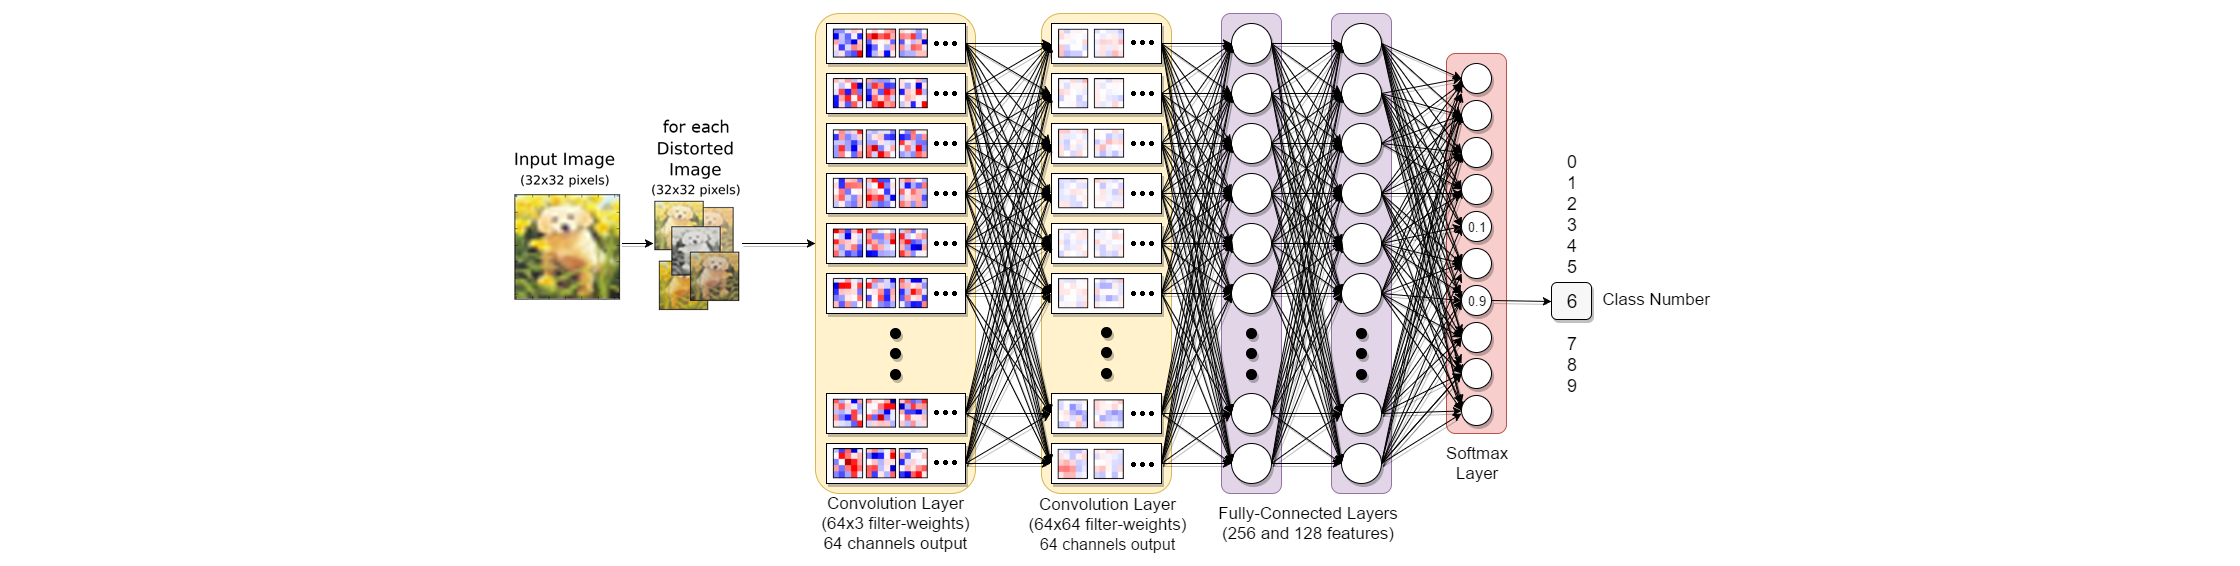 Input Image
(32x32 pixels)
for each
Distorted
Image
(32x32 pixels)
Convolution Layer
(64x3 filter-weights)
64 channels output
Convolution Layer
(64x64 filter-weights)
64 channels output
Fully-Connected Layers
(256 and 128 features)
0.1
0.9
Softmax
Layer
0
1
2
3
4
5
6
Class Number
7
8
9